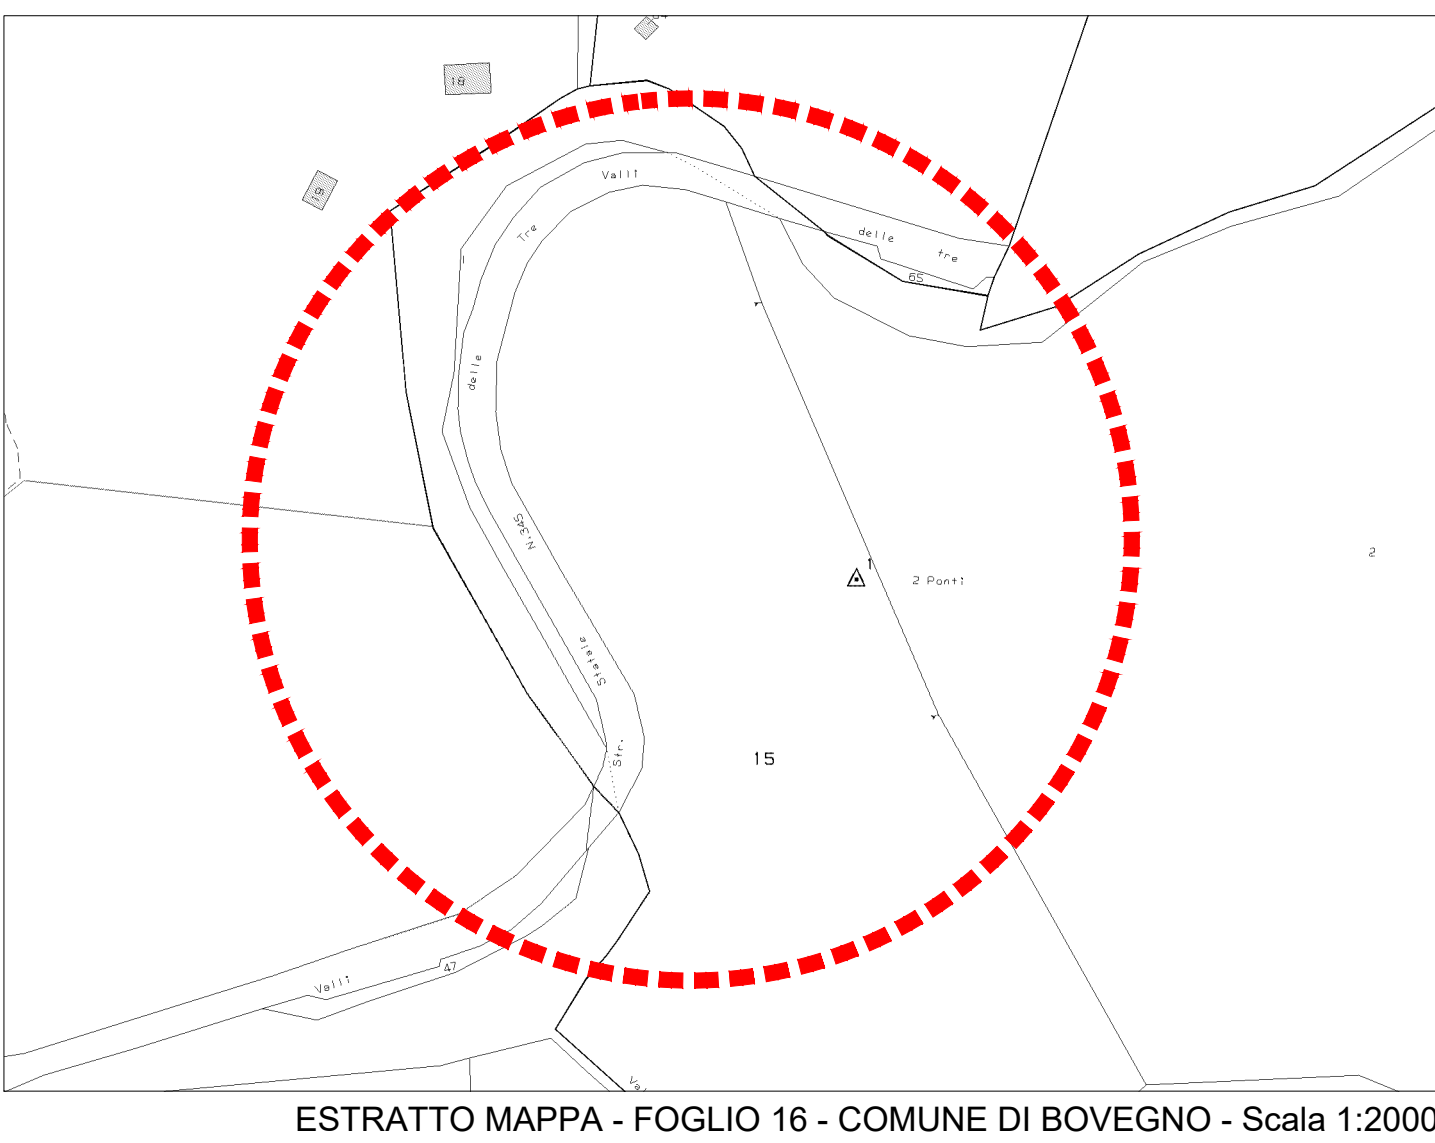 18
19
Valli
Tre
delle
tre
65
delle
N.345
1
2 Ponti
2
Statale
Str.
15
47
Valli
ESTRATTO MAPPA - FOGLIO 16 - COMUNE DI BOVEGNO - Scala 1:2000